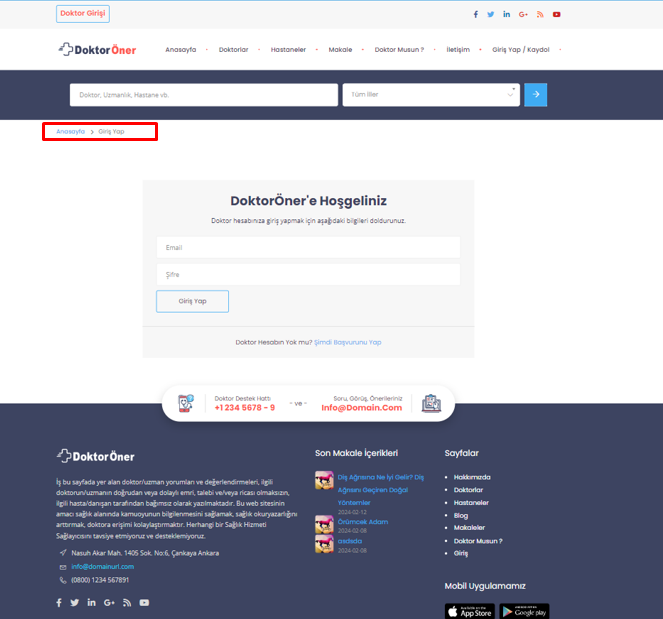 Doktor Girişi
DoktorÖner
Anasayfa
Doktorlar
Hastaneler
Makale
Doktor Musun ?
İletişim
Giriş Yap / Kaydol
Doktor, Uzmanlık, Hastane vb.
Tüm İller
Anasayfa > Giriş Yap
DoktorÖner'e Hoşgeliniz
Doktor hesabınıza giriş yapmak için aşağıdaki bilgileri doldurunuz.
Email
Şifre
Giriş Yap
Doktor Hesabın Yok mu? Şimdi Başvurunu Yap
Doktor Destek Hattı
+1 234 5678 - 9
- ve -
Soru, Görüş, Önerileriniz
Info@Domain.Com
DoktorÖner
İş bu sayfada yer alan doktor/uzman yorumları ve değerlendirmeleri, ilgili
doktorun/uzmanın doğrudan veya dolaylı emri, talebi ve/veya ricası olmaksızın,
ilgili hasta/danışan tarafından bağımsız olarak yazılmaktadır. Bu web sitesinin
amacı sağlık alanında kamuoyunun bilgilenmesini sağlamak, sağlık okuryazarlığını
arttırmak, doktora erişimi kolaylaştırmaktır. Herhangi bir Sağlık Hizmeti
Sağlayıcısını tavsiye etmiyoruz ve desteklemiyoruz.
Nasuh Akar Mah. 1405 Sok. No:6, Çankaya Ankara
info@domainurl.com
(0800) 1234 567891
Son Makale İçerikleri
Diş Ağrısına Ne İyi Gelir? Diş
Ağrısını Geçiren Doğal
Yöntemler
2024-02-12
Örümcek Adam
2024-02-08
asdsda
2024-02-08
Sayfalar
Hakkımızda
Doktorlar
Hastaneler
Blog
Makaleler
Doktor Musun ?
Giriş
Mobil Uygulamamız
App Store
Google play